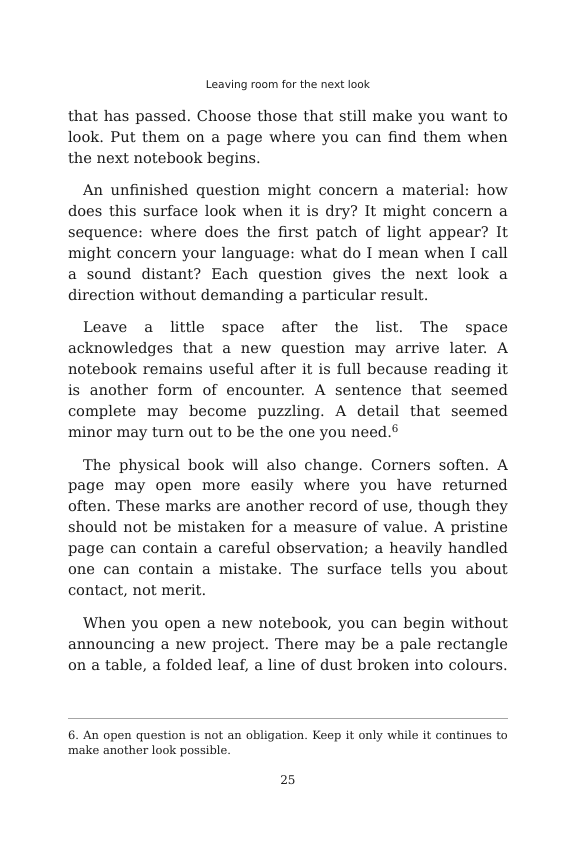 Leaving room for the next look
that has passed. Choose those that still make you want to
look. Put them on a page where you can find them when
the next notebook begins.
An unfinished question might concern a material: how
does this surface look when it is dry? It might concern a
sequence: where does the first patch of light appear? It
might concern your language: what do I mean when I call
a sound distant? Each question gives the next look a
direction without demanding a particular result.
Leave a little space after the list. The space
acknowledges that a new question may arrive later. A
notebook remains useful after it is full because reading it
is another form of encounter. A sentence that seemed
complete may become puzzling. A detail that seemed
minor may turn out to be the one you need.6
The physical book will also change. Corners soften. A
page may open more easily where you have returned
often. These marks are another record of use, though they
should not be mistaken for a measure of value. A pristine
page can contain a careful observation; a heavily handled
one can contain a mistake. The surface tells you about
contact, not merit.
When you open a new notebook, you can begin without
announcing a new project. There may be a pale rectangle
on a table, a folded leaf, a line of dust broken into colours.
6. An open question is not an obligation. Keep it only while it continues to
make another look possible.
25